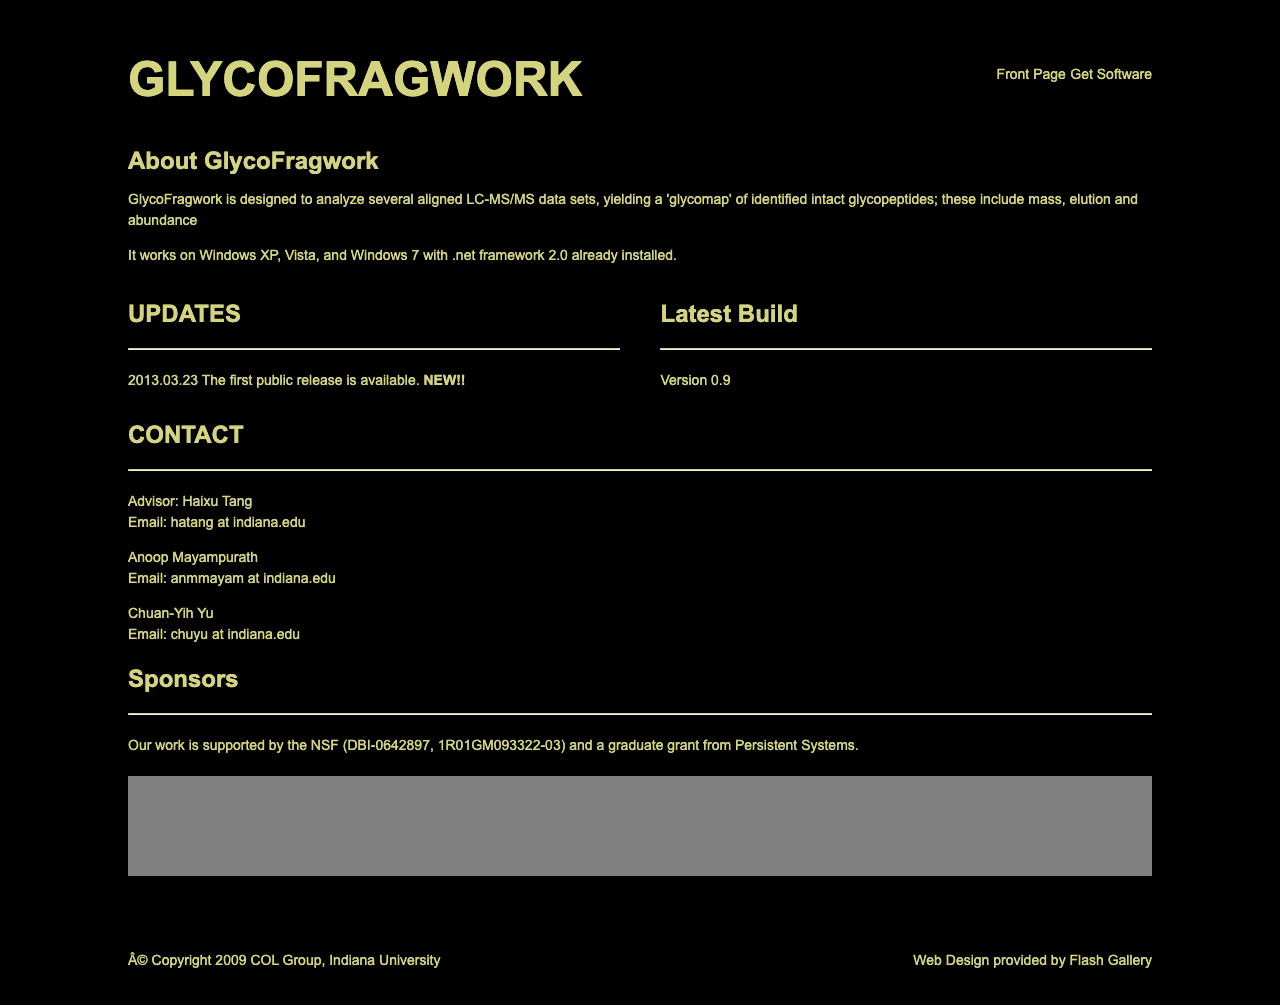 GLYCOFRAGWORK
Front Page Get Software
About GlycoFragwork
GlycoFragwork is designed to analyze several aligned LC-MS/MS data sets, yielding a 'glycomap' of identified intact glycopeptides; these include mass, elution and
abundance
It works on Windows XP, Vista, and Windows 7 with .net framework 2.0 already installed.
UPDATES
2013.03.23 The first public release is available. NEW!!
Latest Build
Version 0.9
CONTACT
Advisor: Haixu Tang
Email: hatang at indiana.edu
Anoop Mayampurath
Email: anmmayam at indiana.edu
Chuan-Yih Yu
Email: chuyu at indiana.edu
Sponsors
Our work is supported by the NSF (DBI-0642897, 1R01GM093322-03) and a graduate grant from Persistent Systems.
Â© Copyright 2009 COL Group, Indiana University
Web Design provided by Flash Gallery